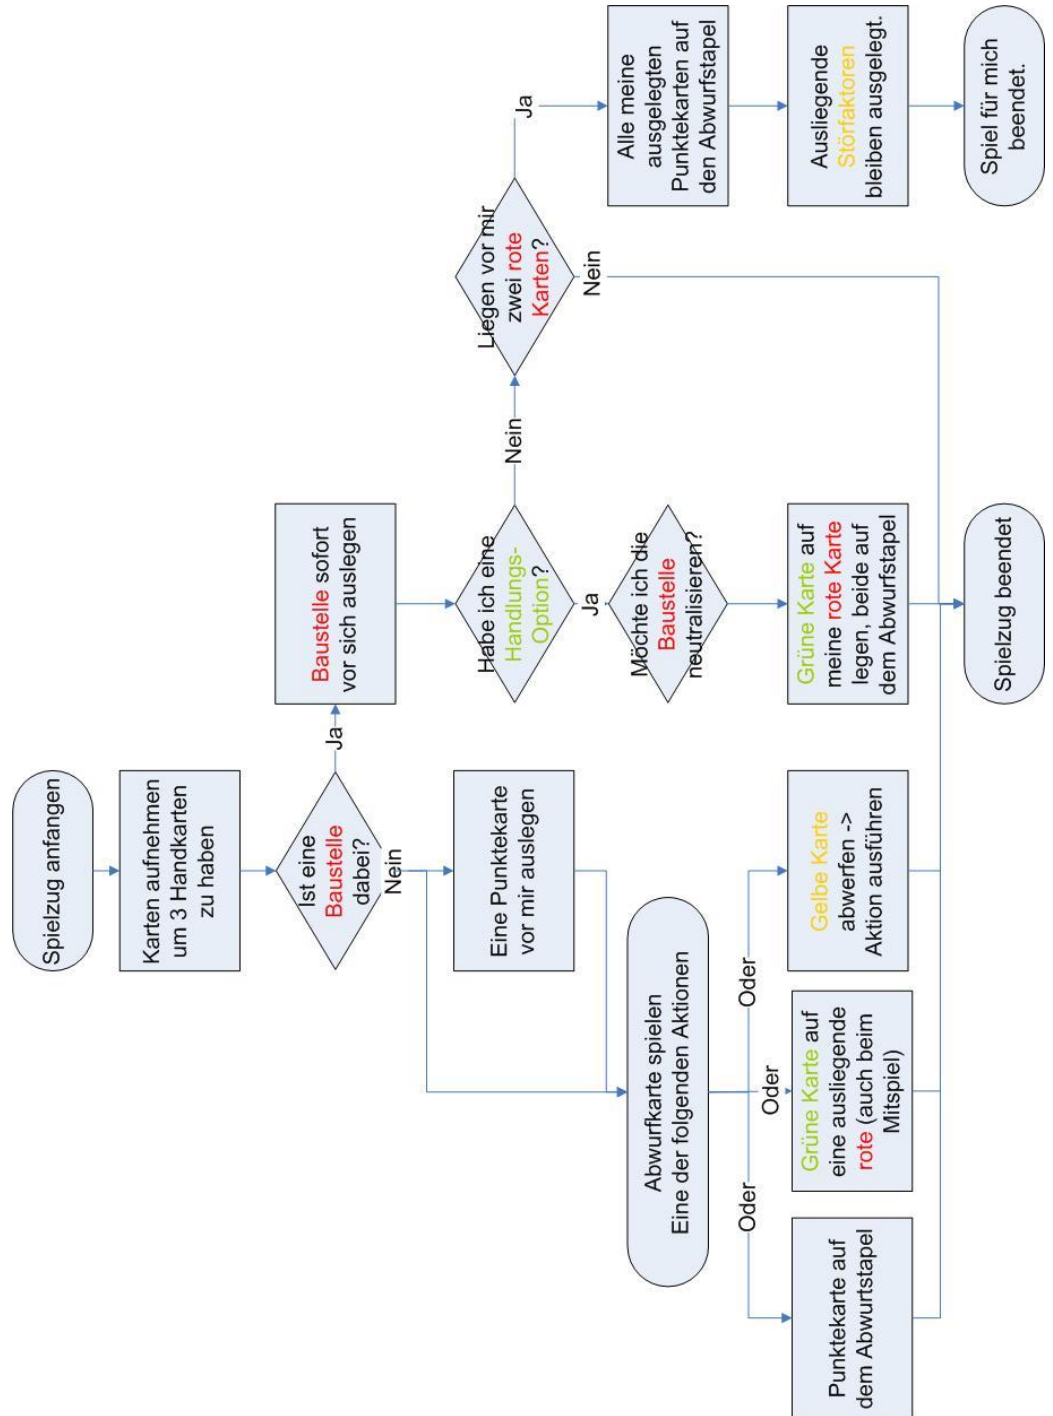 Spielzug anfangen
Karten aufnehmen
um 3 Handkarten
zu haben
Ist eine
Baustelle
dabei?
Ja
Nein
Baustelle sofort
vor sich auslegen
Habe ich eine
Handlungs-
Option?
Nein
Ja
Liegen vor mir
zwei rote
Karten?
Ja
Nein
Alle meine
ausgelegten
Punktekarten auf
den Abwurfstapel
Ausliegende
Störfaktoren
bleiben ausgelegt.
Spiel für mich
beendet.
Möchte ich die
Baustelle
neutralisieren?
Grüne Karte auf
meine rote Karte
legen, beide auf
dem Abwurfstapel
Spielzug beendet
Eine Punktekarte
vor mir auslegen
Abwurfkarte spielen
Eine der folgenden Aktionen
Oder
Oder
Oder
Punktekarte auf
dem Abwurtstapel
Grüne Karte auf
eine ausliegende
rote (auch beim
Mitspiel)
Gelbe Karte
abwerfen ->
Aktion ausführen